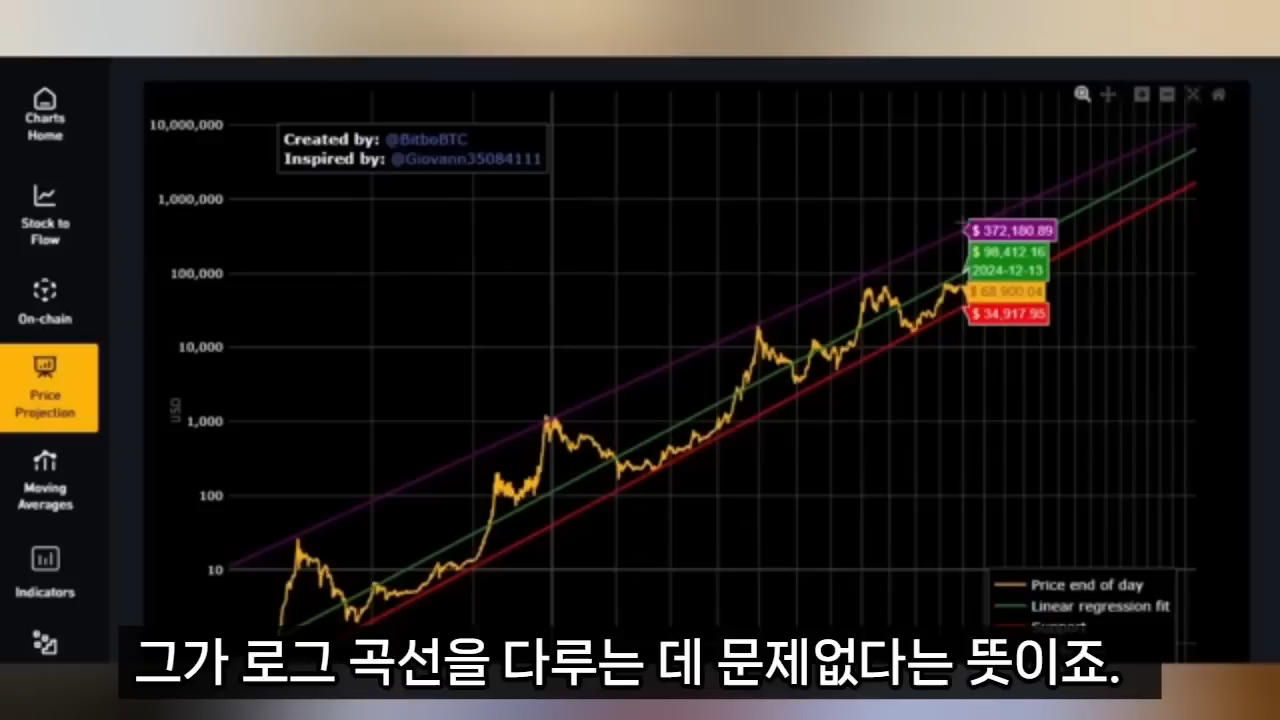 Charts
Home
Stock to
Flow
On-chain
Price
Projection
Moving
Averages
Indicators
Created by: @BitboBTC
Inspired by: @Giovann35084111
10,000,000
1,000,000
100,000
10,000
1,000
100
10
USD
$ 372,180.89
$ 98,412.16
2024-12-13
$ 68,900.04
$ 34,917.95
Price end of day
Linear regression fit
Support
그가 로그 곡선을 다루는 데 문제없다는 뜻이죠.